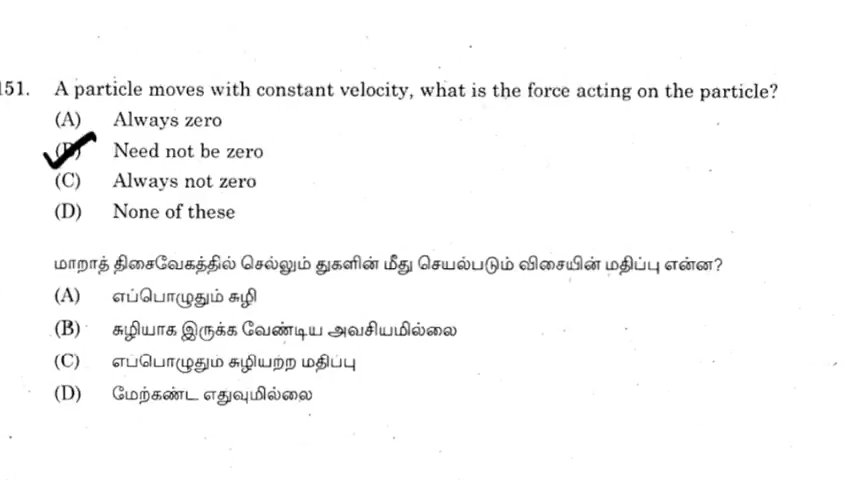 151. A particle moves with constant velocity, what is the force acting on the particle?
(A) Always zero
(B) Need not be zero
(C) Always not zero
(D) None of these
மாறாத் திசைவேகத்தில் செல்லும் துகளின் மீது செயல்படும் விசையின் மதிப்பு என்ன?
(A) எப்பொழுதும் சுழி
(B) சுழியாக இருக்க வேண்டிய அவசியமில்லை
(C) எப்பொழுதும் சுழியற்ற மதிப்பு
(D) மேற்கண்ட எதுவுமில்லை